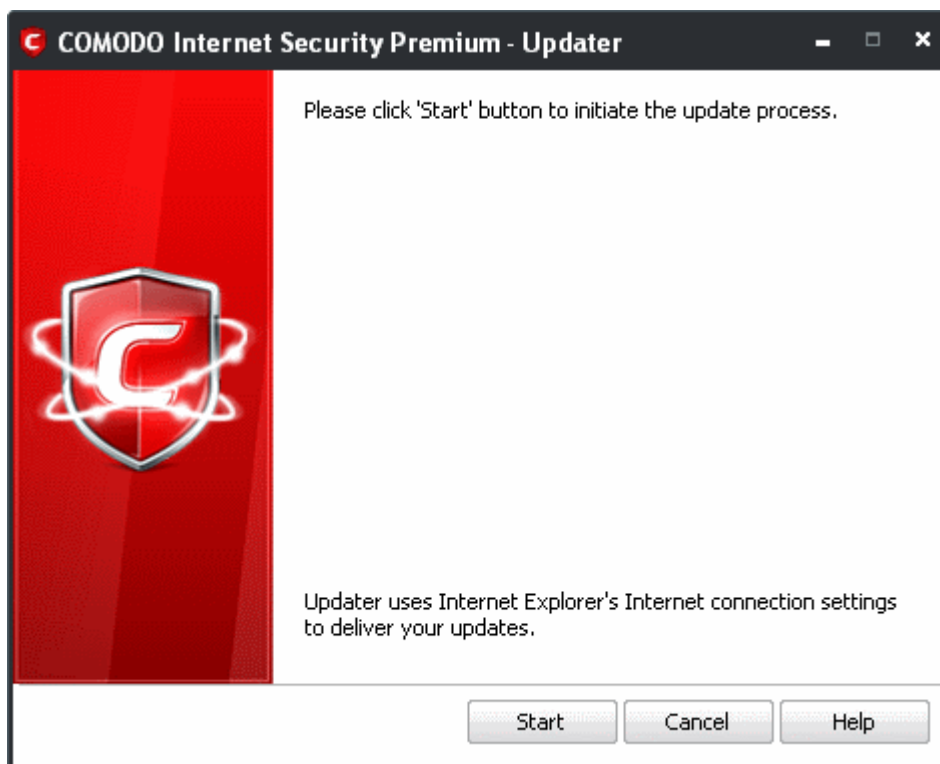 COMODO Internet Security Premium - Updater
Please click 'Start' button to initiate the update process.
Updater uses Internet Explorer's Internet connection settings
to deliver your updates.
Start
Cancel
Help